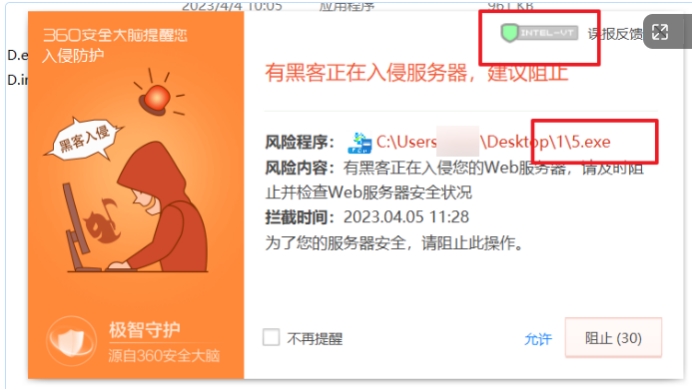 2023/4/4 10:05 应用程序 961 KB
D.e
D.in
360安全大脑提醒您
入侵防护
INTEL-VT 误报反馈
有黑客正在入侵服务器，建议阻止
黑客入侵
风险程序： C:\Users \Desktop\1\5.exe
风险内容：有黑客正在入侵您的Web服务器，请及时阻
止并检查Web服务器安全状况
拦截时间：2023.04.05 11:28
为了您的服务器安全，请阻止此操作。
极智守护
源自360安全大脑
不再提醒 允许 阻止 (30)